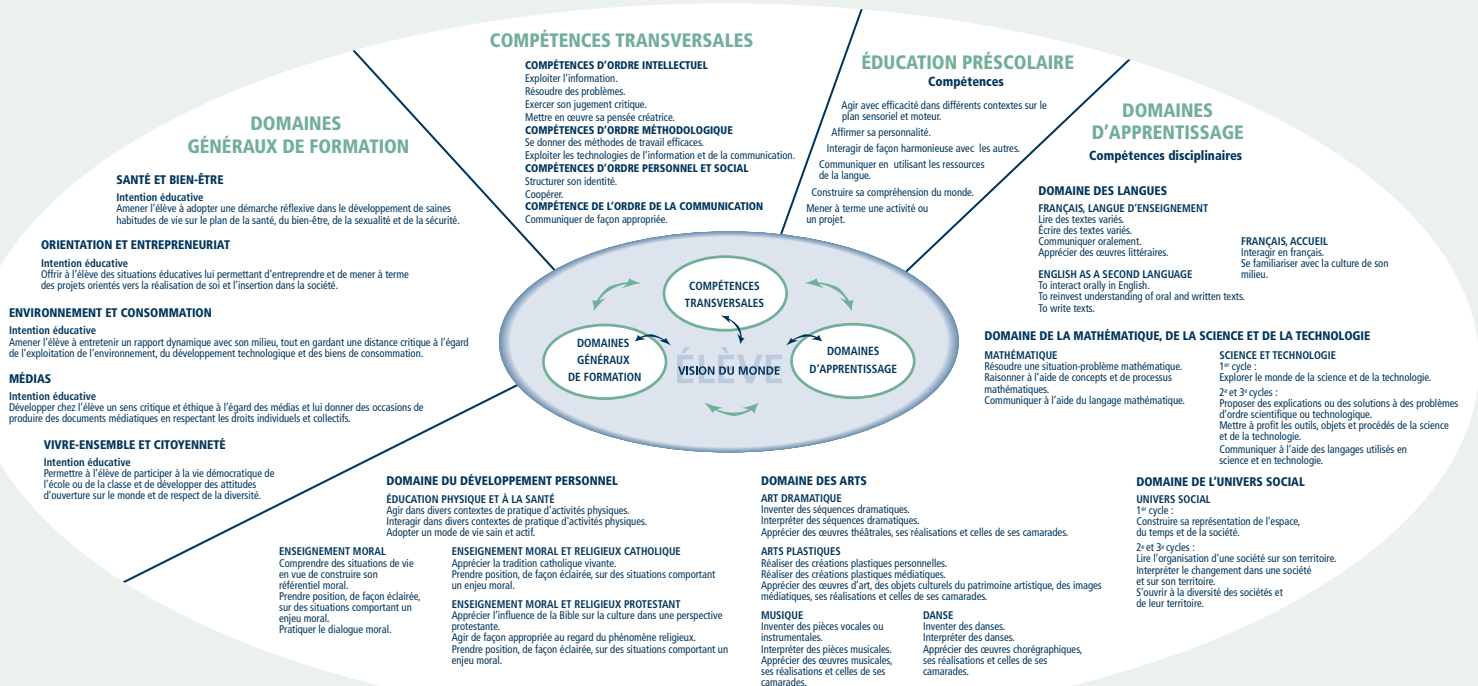 COMPÉTENCES TRANSVERSALES
COMPÉTENCES D'ORDRE INTELLECTUEL
Exploiter l'information.
Résoudre des problèmes.
Exercer son jugement critique.
Mettre en œuvre sa pensée créatrice.
COMPÉTENCES D'ORDRE MÉTHODOLOGIQUE
Se donner des méthodes de travail efficaces.
Exploiter les technologies de l'information et de la communication.
COMPÉTENCES D'ORDRE PERSONNEL ET SOCIAL
Structurer son identité.
Coopérer.
COMPÉTENCE DE L'ORDRE DE LA COMMUNICATION
Communiquer de façon appropriée.
ÉDUCATION PRÉSCOLAIRE
Compétences
Agir avec efficacité dans différents contextes sur le
plan sensoriel et moteur.
Affirmer sa personnalité.
Interagir de façon harmonieuse avec les autres.
Communiquer en utilisant les ressources
de la langue.
Construire sa compréhension du monde.
Mener à terme une activité ou
un projet.
DOMAINES
GÉNÉRAUX DE FORMATION
SANTÉ ET BIEN-ÊTRE
Intention éducative
Amener l'élève à adopter une démarche réflexive dans le développement de saines
habitudes de vie sur le plan de la santé, du bien-être, de la sexualité et de la sécurité.
ORIENTATION ET ENTREPRENEURIAT
Intention éducative
Offrir à l'élève des situations éducatives lui permettant d'entreprendre et de mener à terme
des projets orientés vers la réalisation de soi et l'insertion dans la société.
ENVIRONNEMENT ET CONSOMMATION
Intention éducative
Amener l'élève à entretenir un rapport dynamique avec son milieu, tout en gardant une distance critique à l'égard
de l'exploitation de l'environnement, du développement technologique et des biens de consommation.
MÉDIAS
Intention éducative
Développer chez l'élève un sens critique et éthique à l'égard des médias et lui donner des occasions de
produire des documents médiatiques en respectant les droits individuels et collectifs.
VIVRE-ENSEMBLE ET CITOYENNETÉ
Intention éducative
Permettre à l'élève de participer à la vie démocratique de
l'école ou de la classe et de développer des attitudes
d'ouverture sur le monde et de respect de la diversité.
COMPÉTENCES
TRANSVERSALES
DOMAINES
GÉNÉRAUX
DE FORMATION
ÉLÈVE
VISION DU MONDE
DOMAINES
D'APPRENTISSAGE
DOMAINES
D'APPRENTISSAGE
Compétences disciplinaires
DOMAINE DES LANGUES
FRANÇAIS, LANGUE D'ENSEIGNEMENT
Lire des textes variés.
Écrire des textes variés.
Communiquer oralement.
Apprécier des œuvres littéraires.
FRANÇAIS, ACCUEIL
Interagir en français.
Se familiariser avec la culture de son
milieu.
ENGLISH AS A SECOND LANGUAGE
To interact orally in English.
To reinvest understanding of oral and written texts.
To write texts.
DOMAINE DE LA MATHÉMATIQUE, DE LA SCIENCE ET DE LA TECHNOLOGIE
MATHÉMATIQUE
Résoudre une situation-problème mathématique.
Raisonner à l'aide de concepts et de processus
mathématiques.
Communiquer à l'aide du langage mathématique.
SCIENCE ET TECHNOLOGIE
1er cycle :
Explorer le monde de la science et de la technologie.
2e et 3e cycles :
Proposer des explications ou des solutions à des problèmes
d'ordre scientifique ou technologique.
Mettre à profit les outils, objets et procédés de la science
et de la technologie.
Communiquer à l'aide des langages utilisés en
science et en technologie.
DOMAINE DU DÉVELOPPEMENT PERSONNEL
ÉDUCATION PHYSIQUE ET À LA SANTÉ
Agir dans divers contextes de pratique d'activités physiques.
Interagir dans divers contextes de pratique d'activités physiques.
Adopter un mode de vie sain et actif.
ENSEIGNEMENT MORAL
Comprendre des situations de vie
en vue de construire son
référentiel moral.
Prendre position, de façon éclairée,
sur des situations comportant un
enjeu moral.
Pratiquer le dialogue moral.
ENSEIGNEMENT MORAL ET RELIGIEUX CATHOLIQUE
Apprécier la tradition catholique vivante.
Prendre position, de façon éclairée, sur des situations comportant
un enjeu moral.
ENSEIGNEMENT MORAL ET RELIGIEUX PROTESTANT
Apprécier l'influence de la Bible sur la culture dans une perspective
protestante.
Agir de façon appropriée au regard du phénomène religieux.
Prendre position, de façon éclairée, sur des situations comportant un
enjeu moral.
DOMAINE DES ARTS
ART DRAMATIQUE
Inventer des séquences dramatiques.
Interpréter des séquences dramatiques.
Apprécier des œuvres théâtrales, ses réalisations et celles de ses camarades.
ARTS PLASTIQUES
Réaliser des créations plastiques personnelles.
Réaliser des créations plastiques médiatiques.
Apprécier des œuvres d'art, des objets culturels du patrimoine artistique, des images
médiatiques, ses réalisations et celles de ses camarades.
MUSIQUE
Inventer des pièces vocales ou
instrumentales.
Interpréter des pièces musicales.
Apprécier des œuvres musicales,
ses réalisations et celles de ses
camarades.
DANSE
Inventer des danses.
Interpréter des danses.
Apprécier des œuvres chorégraphiques,
ses réalisations et celles de ses
camarades.
DOMAINE DE L'UNIVERS SOCIAL
UNIVERS SOCIAL
1er cycle :
Construire sa représentation de l'espace,
du temps et de la société.
2e et 3e cycles :
Lire l'organisation d'une société sur son territoire.
Interpréter le changement dans une société
et sur son territoire.
S'ouvrir à la diversité des sociétés et
de leur territoire.